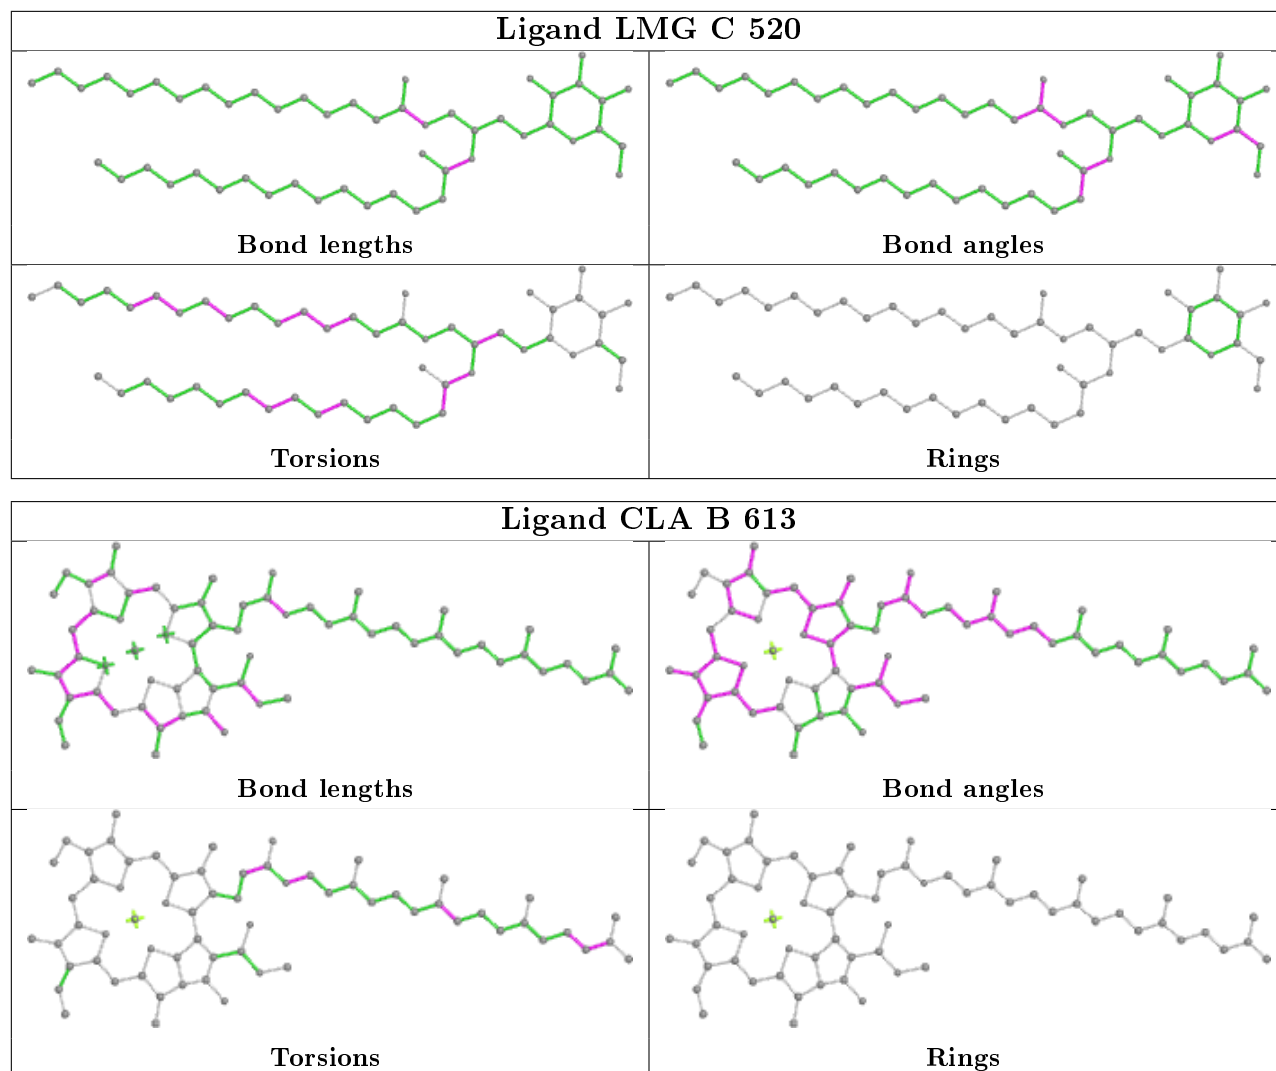 Ligand LMG C 520
Bond lengths
Bond angles
Torsions
Rings
Ligand CLA B 613
Bond lengths
Bond angles
Torsions
Rings